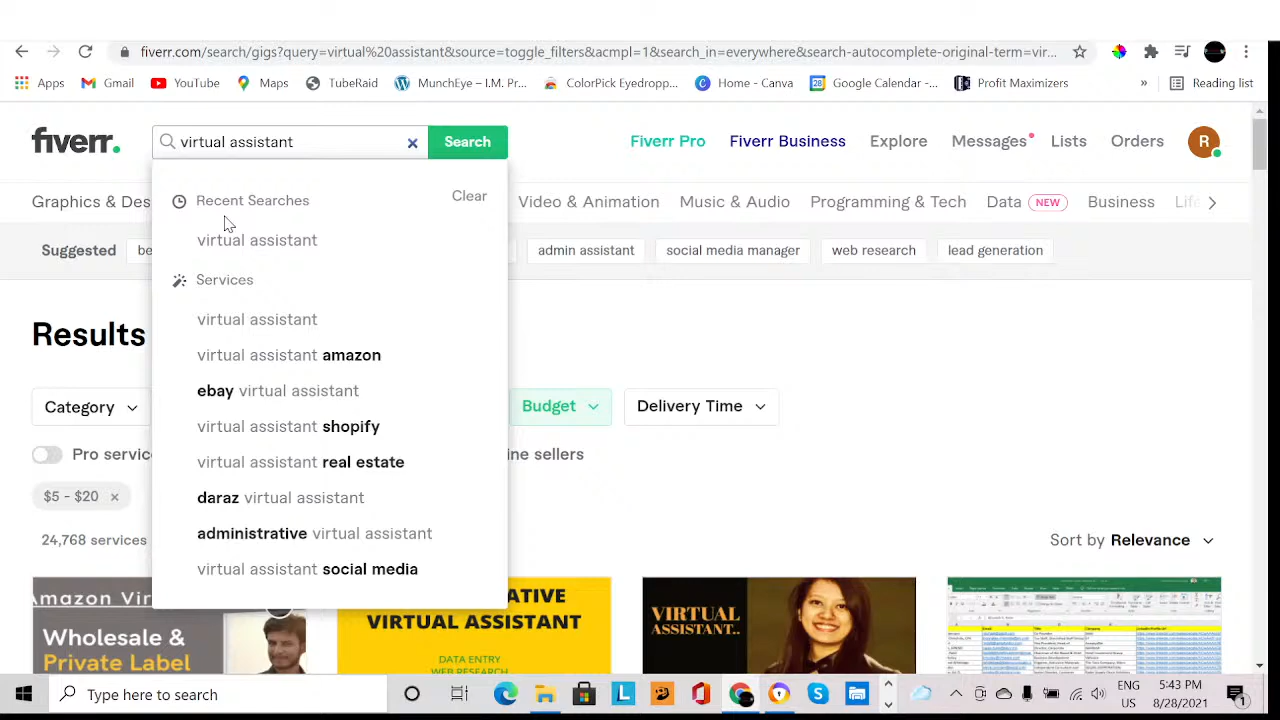 fiverr.com/search/gigs?query=virtual%20assistant&source=toggle_filters&acmpl=1&search_in=everywhere&search-autocomplete-original-term=vir...
Apps Gmail YouTube Maps TubeRaid MunchEye – I.M. Pr... ColorPick Eyedropp... Home - Canva Google Calendar -... Profit Maximizers » Reading list
fiverr. virtual assistant Search Fiverr Pro Fiverr Business Explore Messages Lists Orders R
Recent Searches Clear
Graphics & Des Video & Animation Music & Audio Programming & Tech Data NEW Business Life
virtual assistant
Suggested be admin assistant social media manager web research lead generation
Services
virtual assistant
Results
virtual assistant amazon
ebay virtual assistant
Category Budget Delivery Time
virtual assistant shopify
Pro servic ine sellers
virtual assistant real estate
$5 - $20
daraz virtual assistant
administrative virtual assistant
24,768 services Sort by Relevance
virtual assistant social media
Amazon Vir
Wholesale &
Private Label
ATIVE
VIRTUAL ASSISTANT
DATA ENTRY
WEB RESEARCH
VIRTUAL
ASSISTANT..
Type here to search
ENG
US
5:43 PM
8/28/2021
1